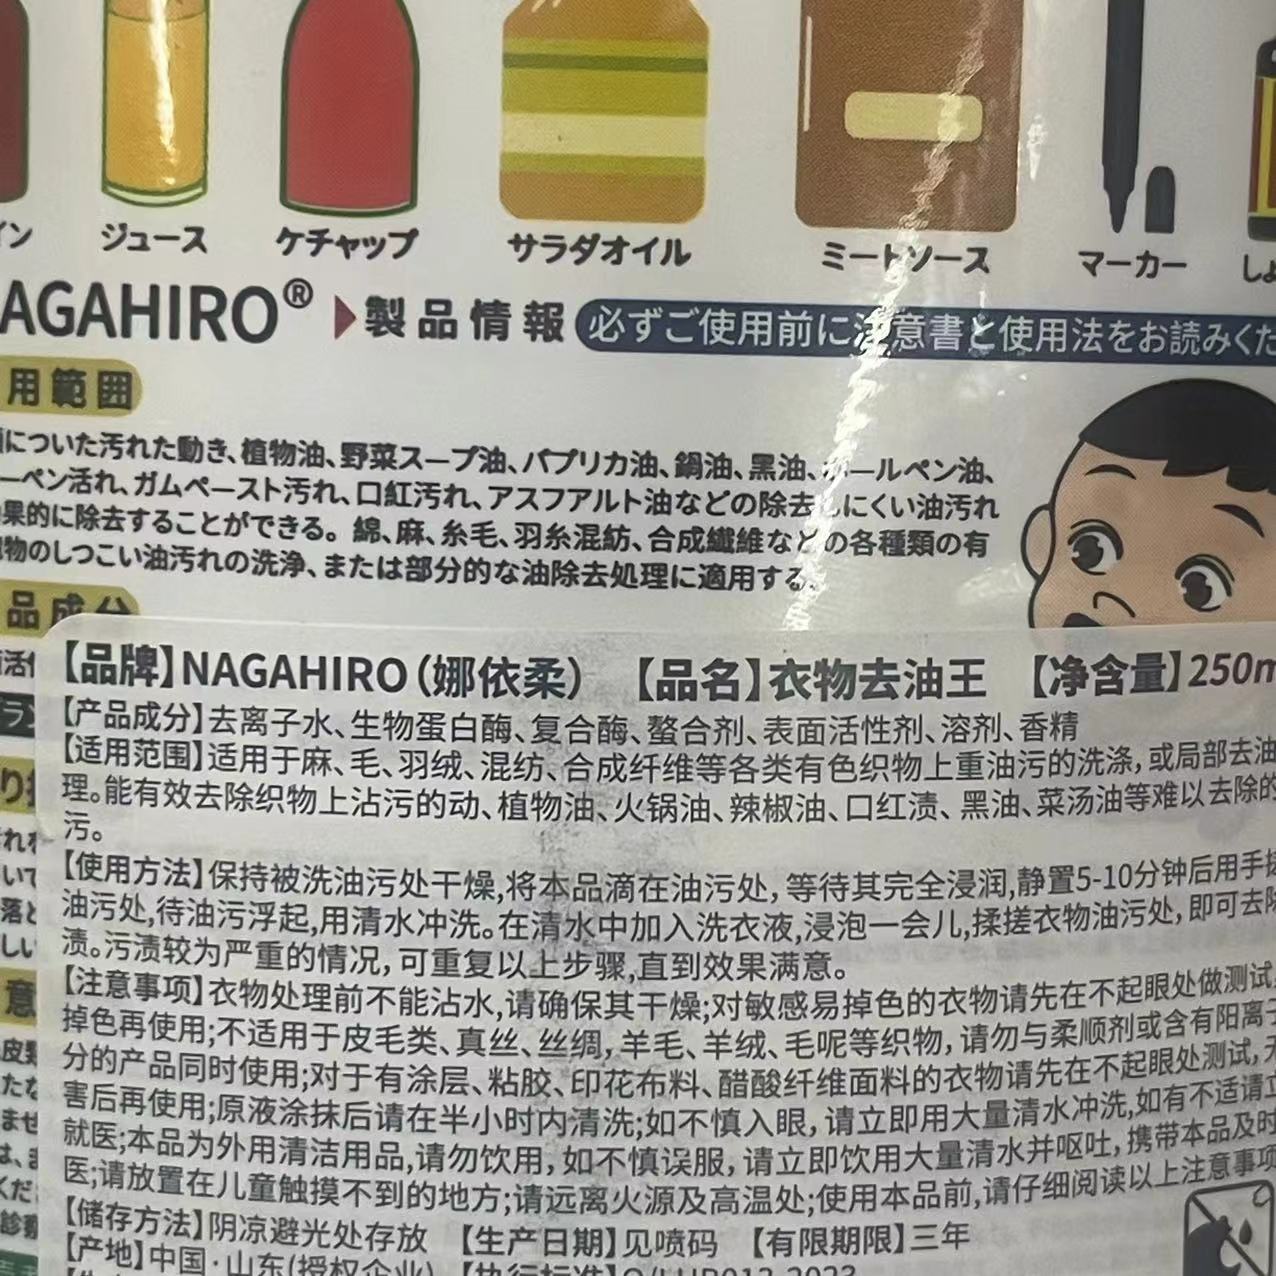 ジュース ケチャップ サラダオイル ミートソース マーカー
AGAHIRO® 製品情報 必ずご使用前に注意書と使用法をお読みくだ
用範囲
についた汚れた動き、植物油、野菜スープ油、パプリカ油、鍋油、黒油、ボールペン油、
ーペン活れ、ガムペースト汚れ、口紅汚れ、アスフアルト油などの除去しにくい油汚れ
果的に除去することができる。綿、麻、糸毛、羽糸混紡、合成繊維などの各種類の有
物のしつこい油汚れの洗浄、または部分的な油除去処理に適用する。
品成分
【品牌】NAGAHIRO(娜依柔) 【品名】衣物去油王 【净含量】250m
【产品成分】去离子水、生物蛋白酶、复合酶、螯合剂、表面活性剂、溶剂、香精
【适用范围】适用于麻、毛、羽绒、混纺、合成纤维等各类有色织物上重油污的洗涤,或局部去油
理。能有效去除织物上沾污的动、植物油、火锅油、辣椒油、口红渍、黑油、菜汤油等难以去除的
污。
【使用方法】保持被洗油污处干燥,将本品滴在油污处,等待其完全浸润,静置5-10分钟后用手搓
油污处,待油污浮起,用清水冲洗。在清水中加入洗衣液,浸泡一会儿,揉搓衣物油污处,即可去除
渍。污渍较为严重的情况,可重复以上步骤,直到效果满意。
【注意事项】衣物处理前不能沾水,请确保其干燥;对敏感易掉色的衣物请先在不起眼处做测试,
掉色再使用;不适用于皮毛类、真丝、丝绸,羊毛、羊绒、毛呢等织物,请勿与柔顺剂或含有阳离子
分的产品同时使用;对于有涂层、粘胶、印花布料、醋酸纤维面料的衣物请先在不起眼处测试,无
害后再使用;原液涂抹后请在半小时内清洗;如不慎入眼,请立即用大量清水冲洗,如有不适请立
就医;本品为外用清洁用品,请勿饮用,如不慎误服,请立即饮用大量清水并呕吐,携带本品及时
医;请放置在儿童触摸不到的地方;请远离火源及高温处;使用本品前,请仔细阅读以上注意事项
【储存方法】阴凉避光处存放 【生产日期】见喷码 【有限期限】三年
【产地】中国·山东(授权企业) 【执行标准】